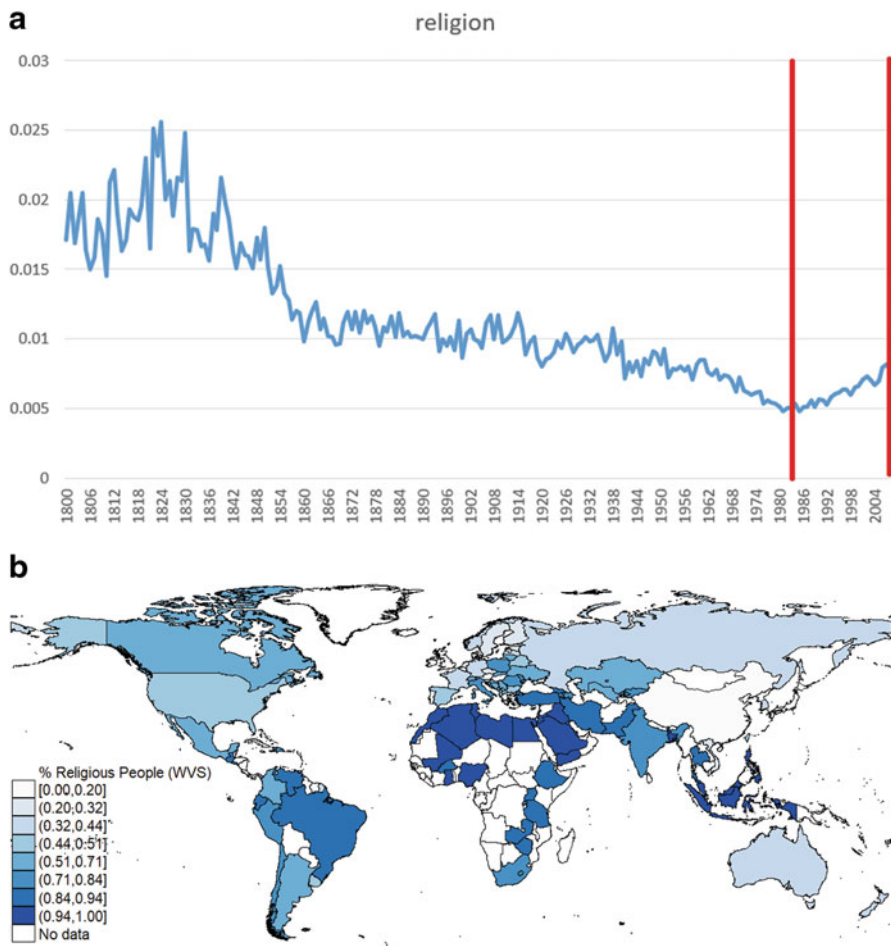 a
religion
0.03
0.025
0.02
0.015
0.01
0.005
0
1800 1806 1812 1818 1824 1830 1836 1842 1848 1854 1860 1866 1872 1878 1884 1890 1896 1902 1908 1914 1920 1926 1932 1938 1944 1950 1956 1962 1968 1974 1980 1986 1992 1998 2004
b
% Religious People (WVS)
[0.00,0.20]
(0.20,0.32]
(0.32,0.44]
(0.44,0.51]
(0.51,0.71]
(0.71,0.84]
(0.84,0.94]
(0.94,1.00]
No data